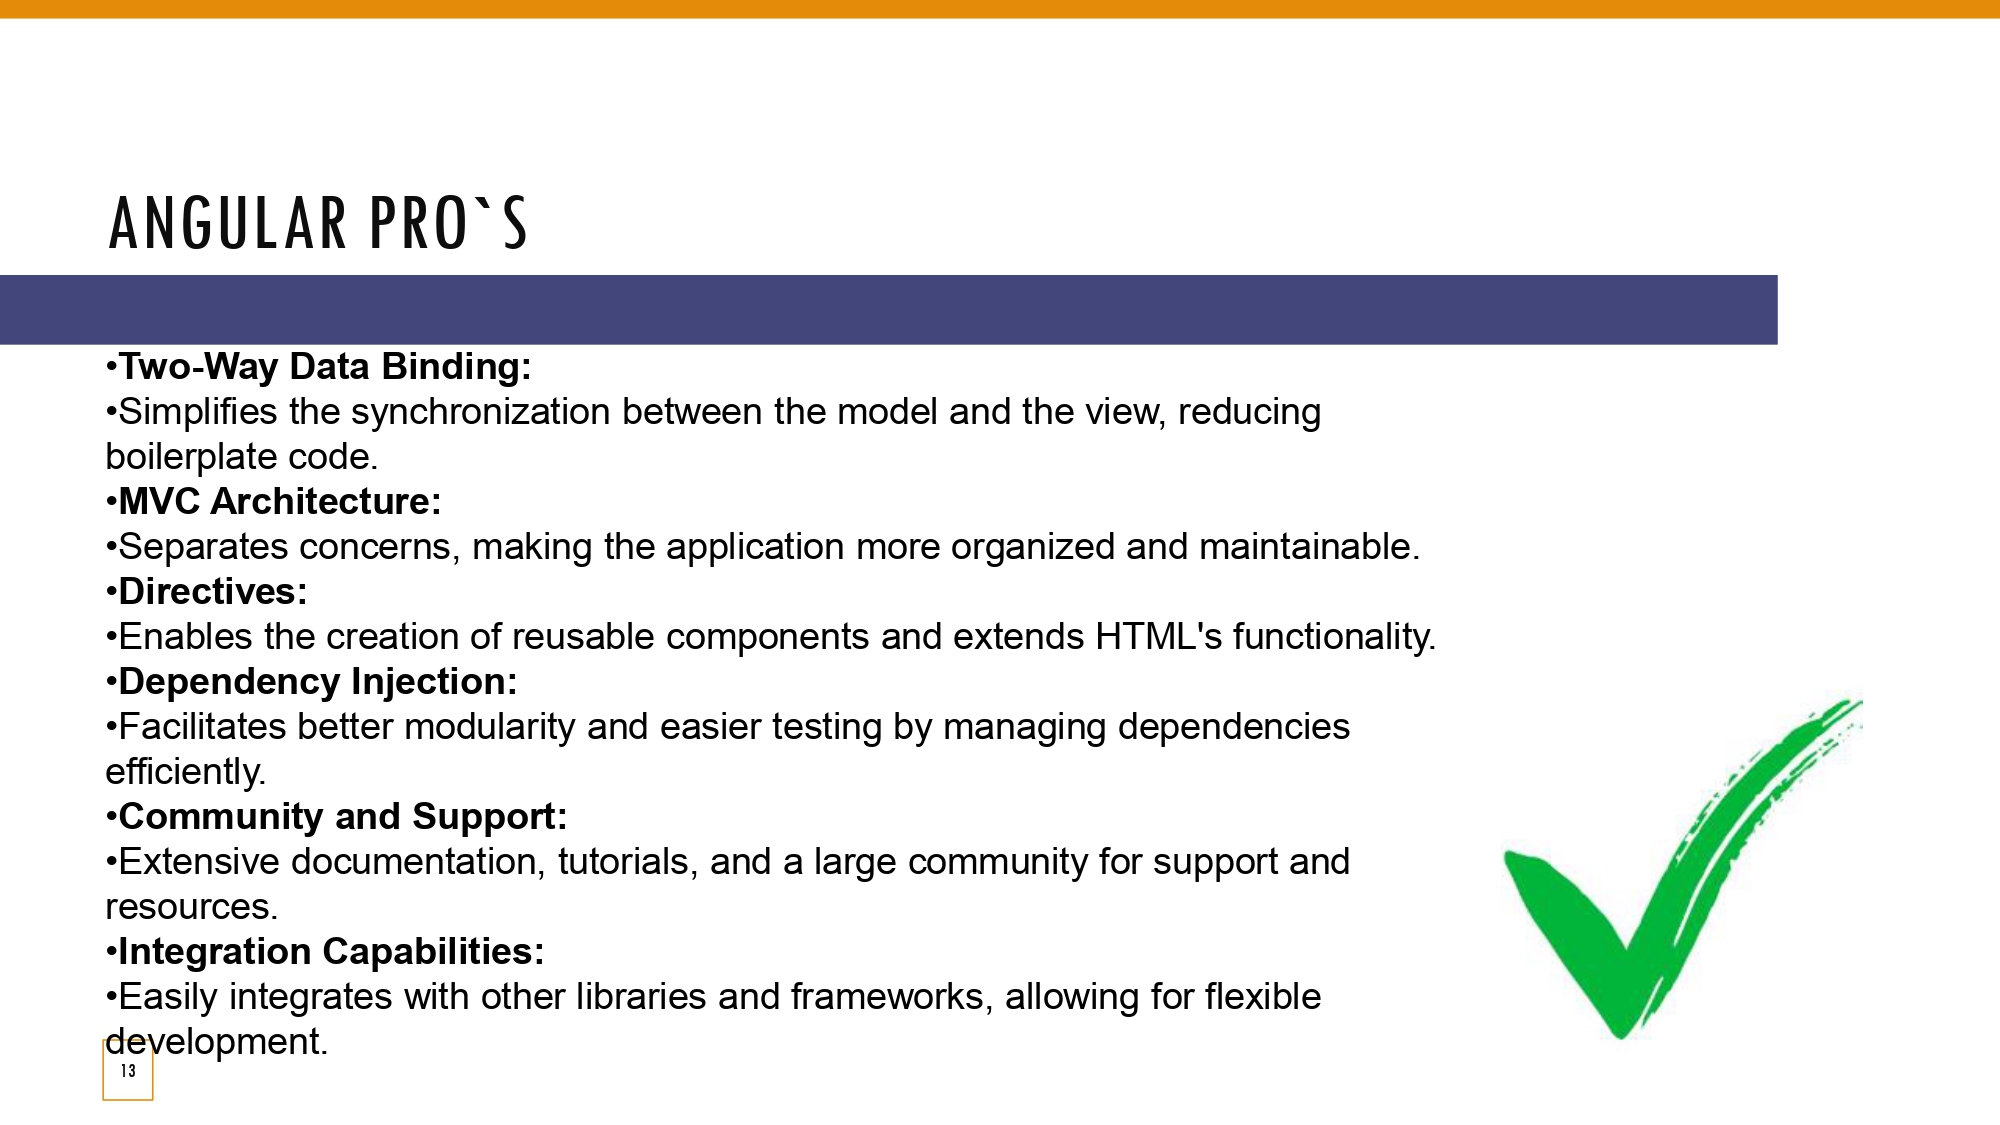 ANGULAR PRO`S
•Two-Way Data Binding:
•Simplifies the synchronization between the model and the view, reducing
boilerplate code.
•MVC Architecture:
•Separates concerns, making the application more organized and maintainable.
•Directives:
•Enables the creation of reusable components and extends HTML's functionality.
•Dependency Injection:
•Facilitates better modularity and easier testing by managing dependencies
efficiently.
•Community and Support:
•Extensive documentation, tutorials, and a large community for support and
resources.
•Integration Capabilities:
•Easily integrates with other libraries and frameworks, allowing for flexible
development.
13